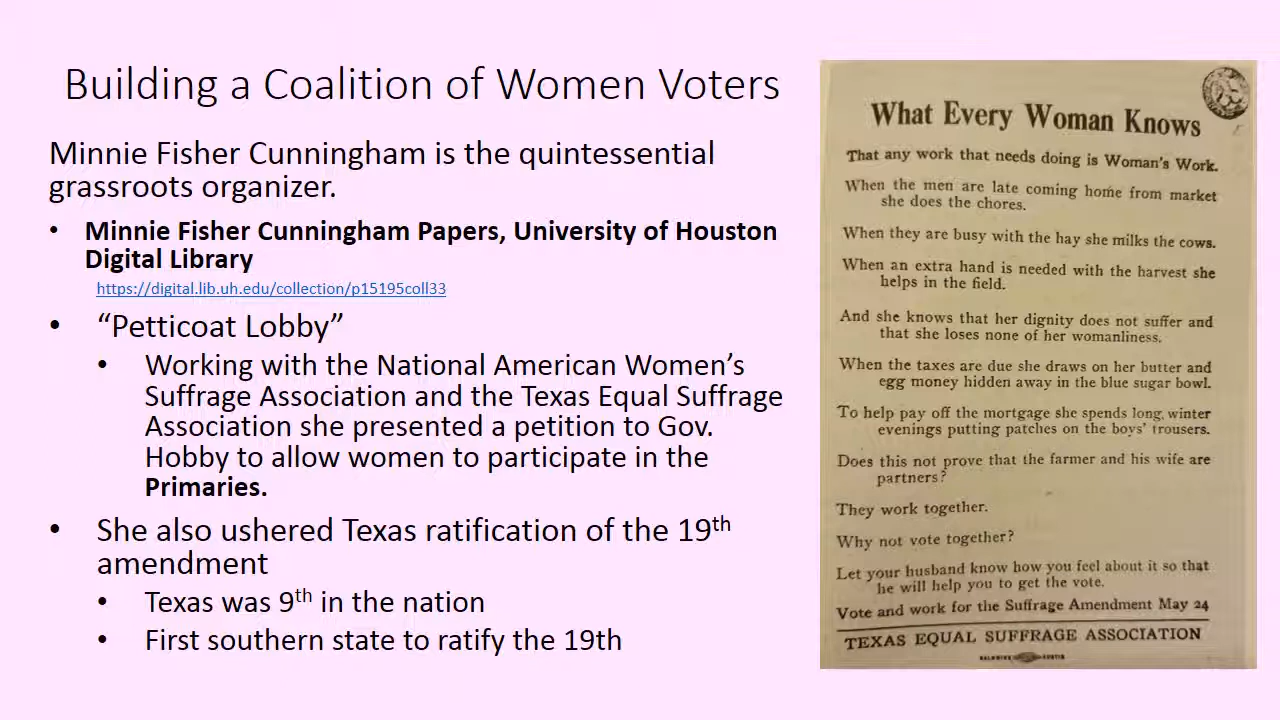 Building a Coalition of Women Voters
Minnie Fisher Cunningham is the quintessential
grassroots organizer.
• Minnie Fisher Cunningham Papers, University of Houston
Digital Library
https://digital.lib.uh.edu/collection/p15195coll33
• “Petticoat Lobby”
• Working with the National American Women’s
Suffrage Association and the Texas Equal Suffrage
Association she presented a petition to Gov.
Hobby to allow women to participate in the
Primaries.
• She also ushered Texas ratification of the 19th
amendment
• Texas was 9th in the nation
• First southern state to ratify the 19th
What Every Woman Knows
That any work that needs doing is Woman's Work.
When the men are late coming home from market
she does the chores.
When they are busy with the hay she milks the cows.
When an extra hand is needed with the harvest she
helps in the field.
And she knows that her dignity does not suffer and
that she loses none of her womanliness.
When the taxes are due she draws on her butter and
egg money hidden away in the blue sugar bowl.
To help pay off the mortgage she spends long, winter
evenings putting patches on the boys' trousers.
Does this not prove that the farmer and his wife are
partners?
They work together.
Why not vote together?
Let your husband know how you feel about it so that
he will help you to get the vote.
Vote and work for the Suffrage Amendment May 24
TEXAS EQUAL SUFFRAGE ASSOCIATION